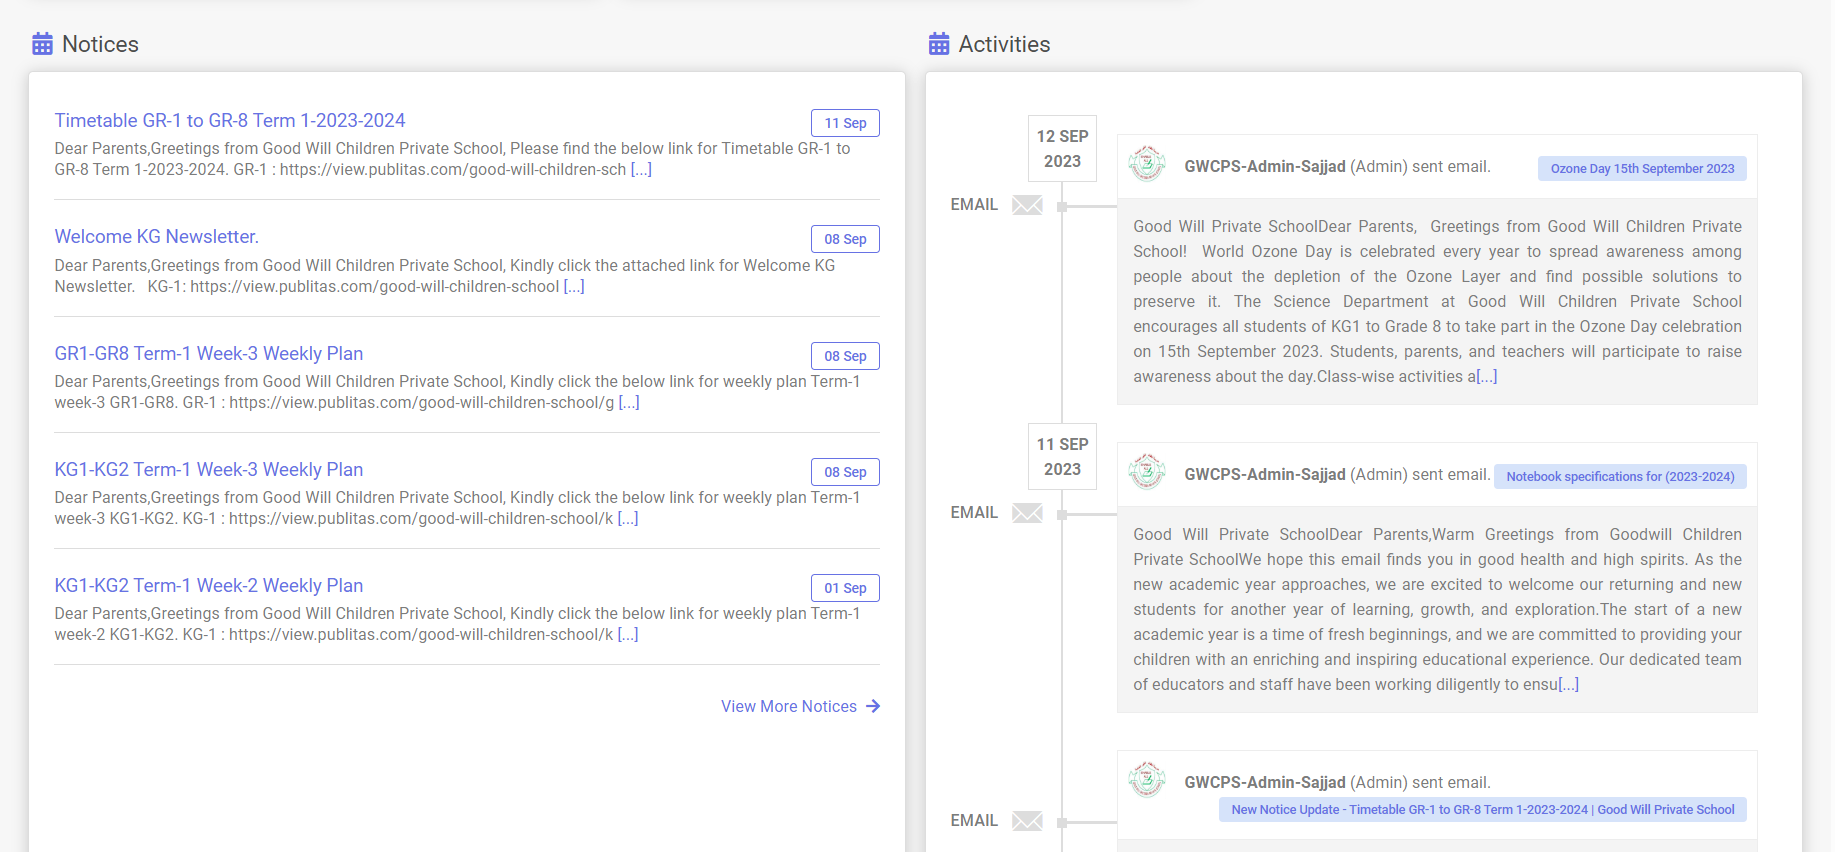 Notices
Timetable GR-1 to GR-8 Term 1-2023-2024
11 Sep
Dear Parents,Greetings from Good Will Children Private School, Please find the below link for Timetable GR-1 to
GR-8 Term 1-2023-2024. GR-1 : https://view.publitas.com/good-will-children-sch [...]
Welcome KG Newsletter.
08 Sep
Dear Parents,Greetings from Good Will Children Private School, Kindly click the attached link for Welcome KG
Newsletter.   KG-1: https://view.publitas.com/good-will-children-school [...]
GR1-GR8 Term-1 Week-3 Weekly Plan
08 Sep
Dear Parents,Greetings from Good Will Children Private School, Kindly click the below link for weekly plan Term-1
week-3 GR1-GR8. GR-1 : https://view.publitas.com/good-will-children-school/g [...]
KG1-KG2 Term-1 Week-3 Weekly Plan
08 Sep
Dear Parents,Greetings from Good Will Children Private School, Kindly click the below link for weekly plan Term-1
week-3 KG1-KG2. KG-1 : https://view.publitas.com/good-will-children-school/k [...]
KG1-KG2 Term-1 Week-2 Weekly Plan
01 Sep
Dear Parents,Greetings from Good Will Children Private School, Kindly click the below link for weekly plan Term-1
week-2 KG1-KG2. KG-1 : https://view.publitas.com/good-will-children-school/k [...]
View More Notices
Activities
12 SEP
2023
EMAIL
GWCPS-Admin-Sajjad (Admin) sent email.
Ozone Day 15th September 2023
Good Will Private SchoolDear Parents,  Greetings from Good Will Children Private
School!  World Ozone Day is celebrated every year to spread awareness among
people about the depletion of the Ozone Layer and find possible solutions to
preserve it. The Science Department at Good Will Children Private School
encourages all students of KG1 to Grade 8 to take part in the Ozone Day celebration
on 15th September 2023. Students, parents, and teachers will participate to raise
awareness about the day.Class-wise activities a[...]
11 SEP
2023
EMAIL
GWCPS-Admin-Sajjad (Admin) sent email.
Notebook specifications for (2023-2024)
Good Will Private SchoolDear Parents,Warm Greetings from Goodwill Children
Private SchoolWe hope this email finds you in good health and high spirits. As the
new academic year approaches, we are excited to welcome our returning and new
students for another year of learning, growth, and exploration.The start of a new
academic year is a time of fresh beginnings, and we are committed to providing your
children with an enriching and inspiring educational experience. Our dedicated team
of educators and staff have been working diligently to ensu[...]
EMAIL
GWCPS-Admin-Sajjad (Admin) sent email.
New Notice Update - Timetable GR-1 to GR-8 Term 1-2023-2024 | Good Will Private School